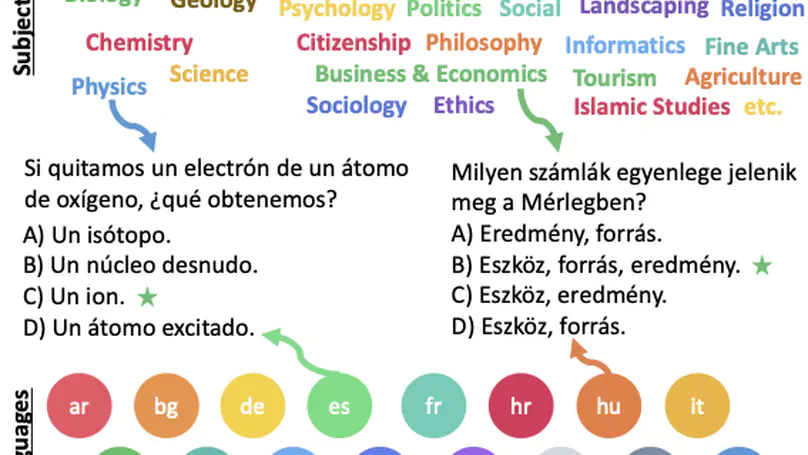 Biology Geology Psychology Politics Social Landscaping Religion
Chemistry Citizenship Philosophy Informatics Fine Arts
Physics Science Business & Economics Tourism Agriculture
Sociology Ethics Islamic Studies etc.
Subject
Si quitamos un electrón de un átomo
de oxígeno, ¿qué obtenemos?
A) Un isótopo.
B) Un núcleo desnudo.
C) Un ion. ★
D) Un átomo excitado.
Milyen számlák egyenlege jelenik
meg a Mérlegben?
A) Eredmény, forrás.
B) Eszköz, forrás, eredmény. ★
C) Eszköz, eredmény.
D) Eszköz, forrás.
guages
ar bg de es fr hr hu it